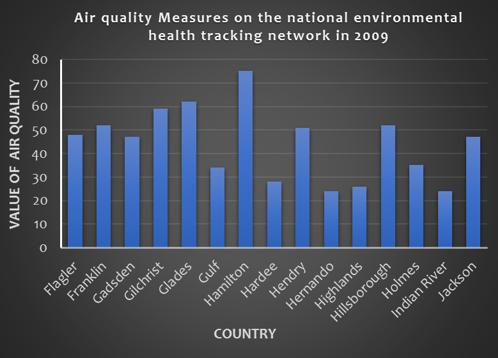 Air quality Measures on the national environmental
health tracking network in 2009
VALUE OF AIR QUALITY
80
70
60
50
40
30
20
10
0
Flagler
Franklin
Gadsden
Gilchrist
Glades
Gulf
Hamilton
Hardee
Hendry
Hernando
Highlands
Hillsborough
Holmes
Indian River
Jackson
COUNTRY